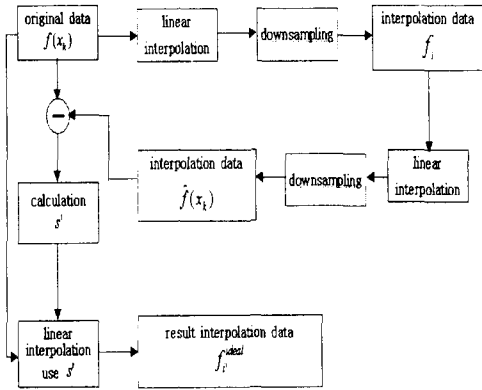 original data
f(x_k)
linear
interpolation
downsampling
interpolation data
f_i
−
interpolation data
f̂(x_k)
downsampling
linear
interpolation
calculation
s'
linear
interpolation
use s'
result interpolation data
f_i'^ideal